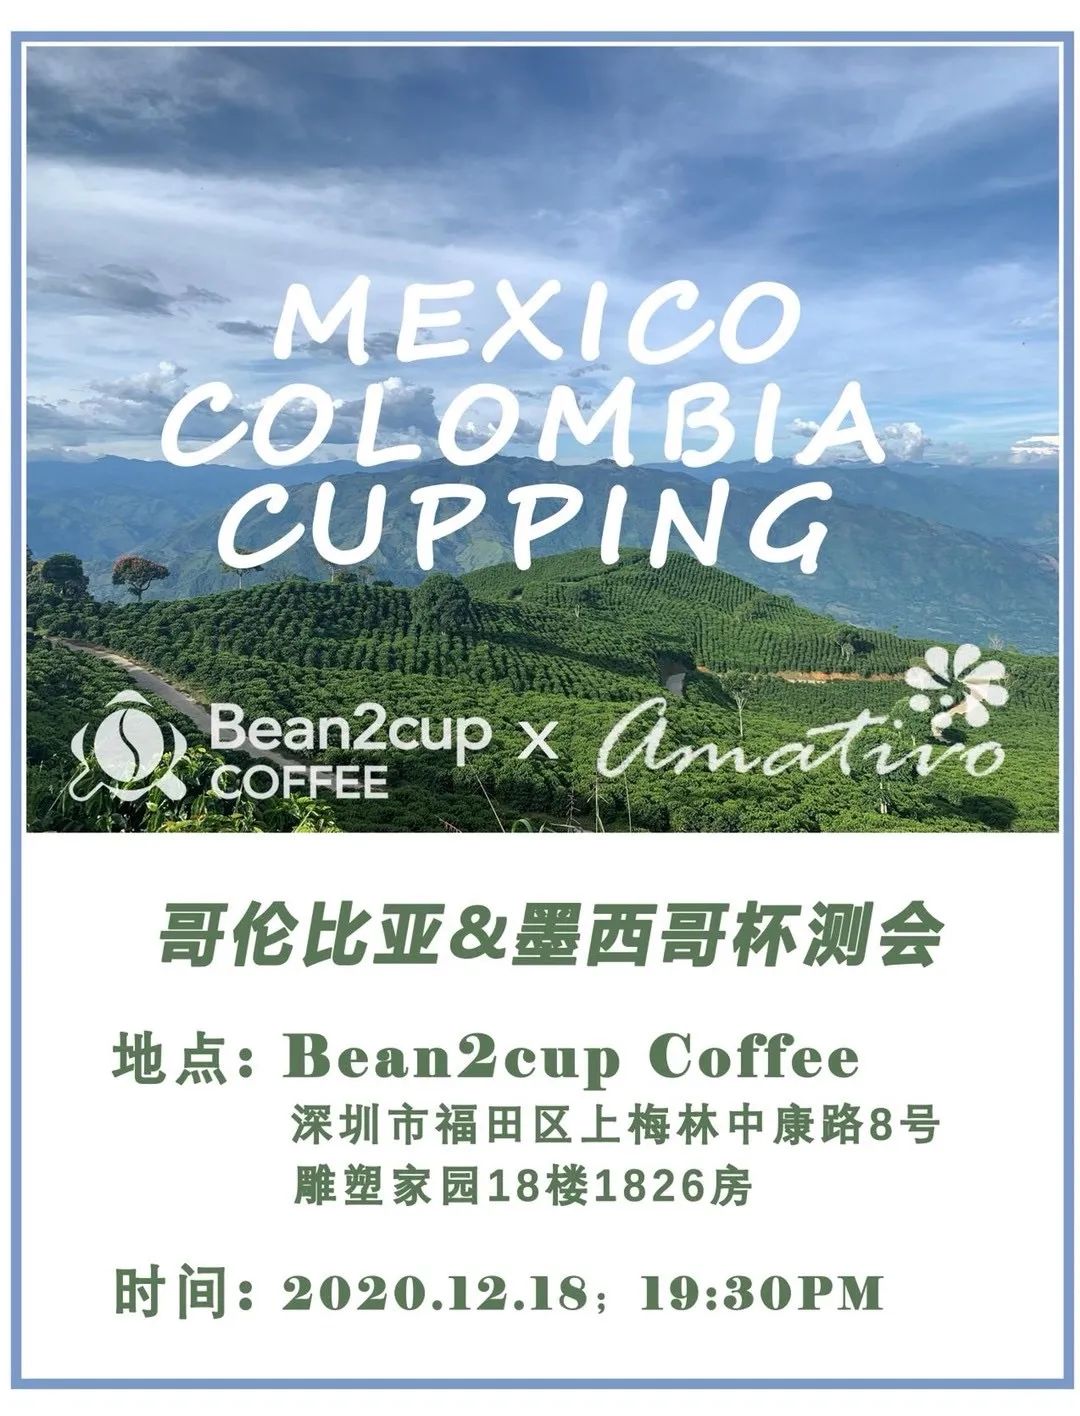 MEXICO
COLOMBIA
CUPPING
Bean2cup COFFEE x Amativo
哥伦比亚&墨西哥杯测会
地点: Bean2cup Coffee
深圳市福田区上梅林中康路8号
雕塑家园18楼1826房
时间: 2020.12.18; 19:30PM